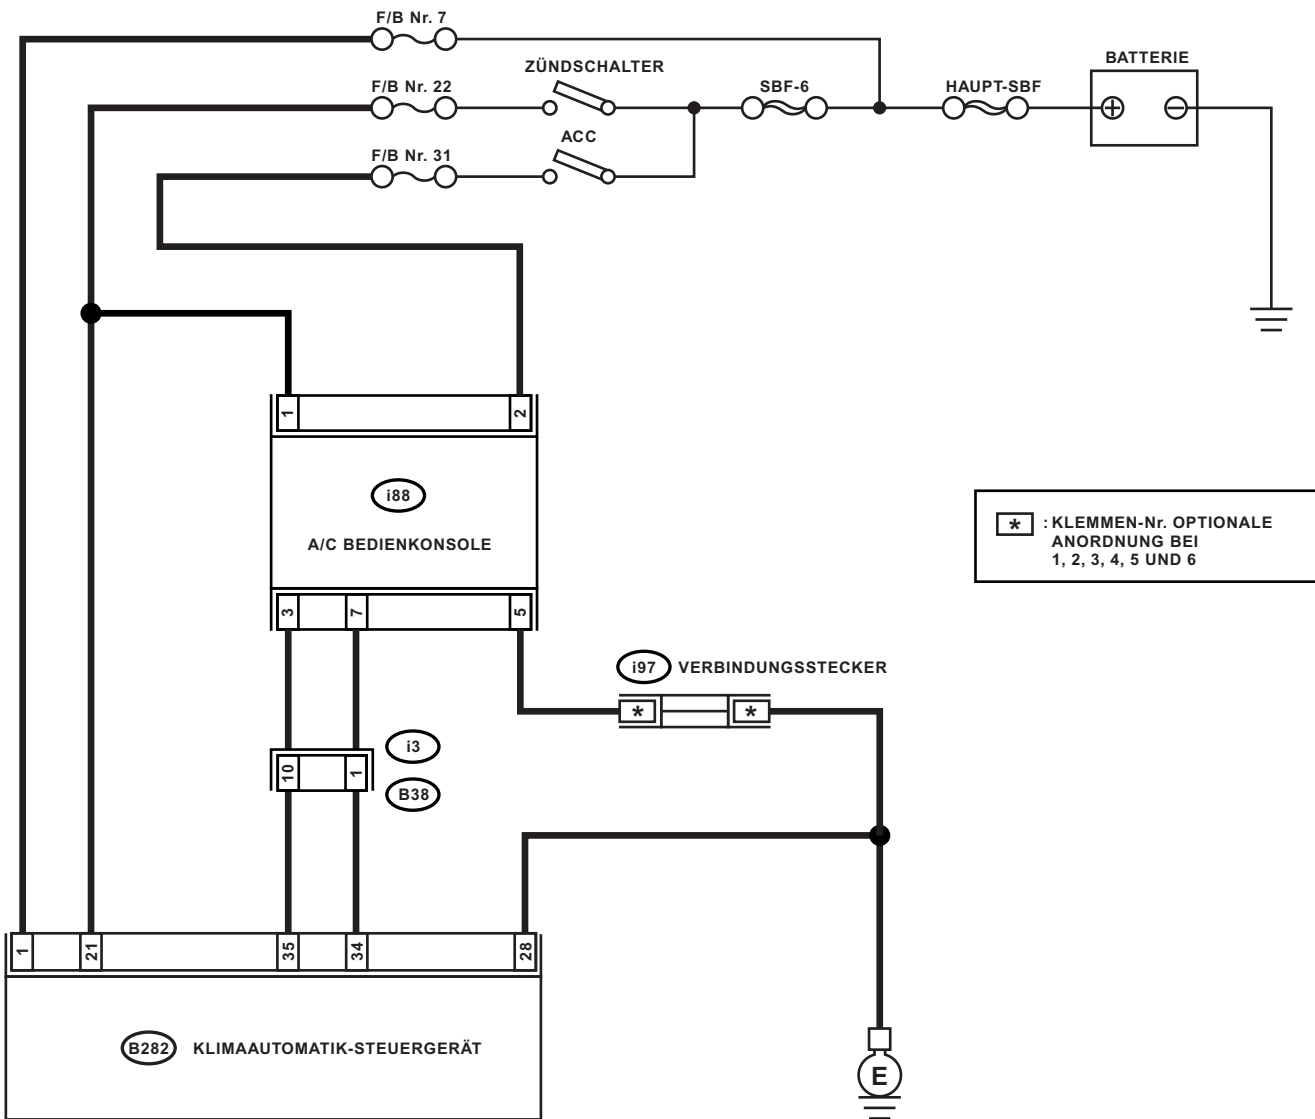 F/B Nr. 7
BATTERIE
ZÜNDSCHALTER
F/B Nr. 22
SBF-6
HAUPT-SBF
ACC
F/B Nr. 31
1
2
i88
A/C BEDIENKONSOLE
* : KLEMMEN-Nr. OPTIONALE
ANORDNUNG BEI
1, 2, 3, 4, 5 UND 6
3
7
5
i97 VERBINDUNGSSTECKER
*
*
i3
10
1
B38
1
21
35
34
28
B282 KLIMAAUTOMATIK-STEUERGERÄT
E